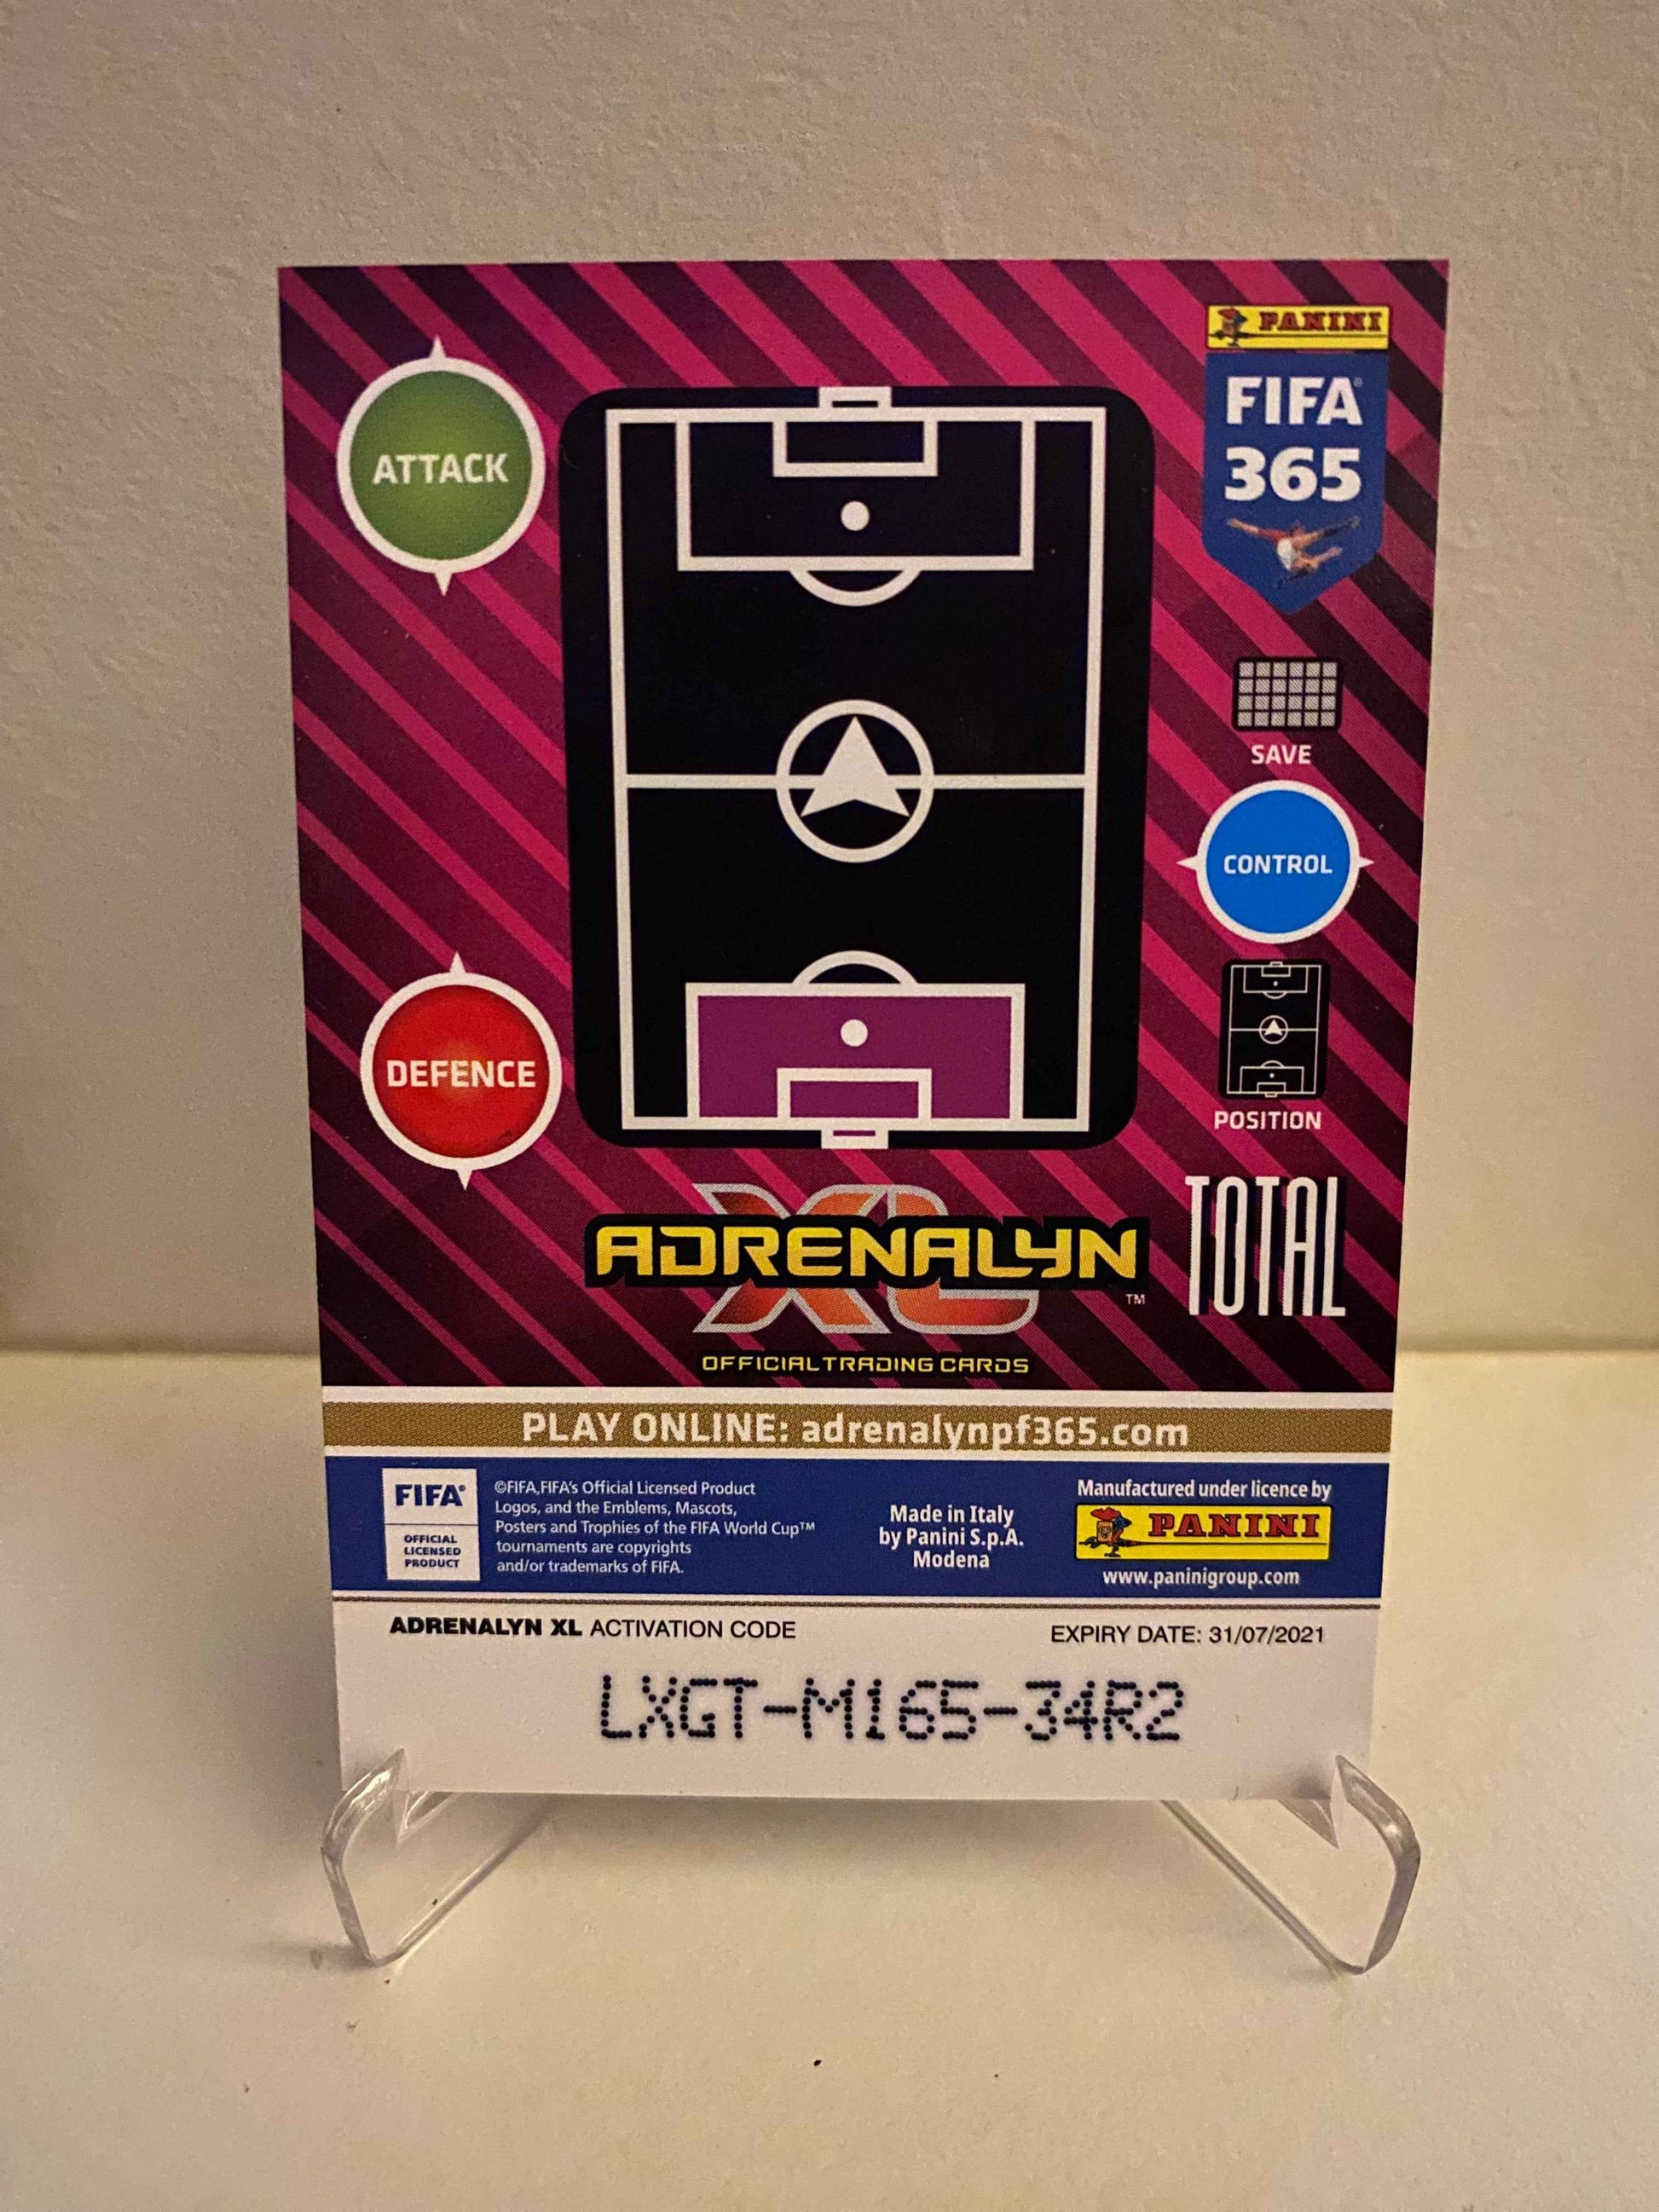 PANINI
FIFA
365
ATTACK
SAVE
CONTROL
DEFENCE
POSITION
TOTAL
ADRENALYN
XL
TM
OFFICIAL TRADING CARDS
PLAY ONLINE: adrenalynpf365.com
FIFA®
OFFICIAL
LICENSED
PRODUCT
©FIFA,FIFA's Official Licensed Product
Logos, and the Emblems, Mascots,
Posters and Trophies of the FIFA World Cup™
tournaments are copyrights
and/or trademarks of FIFA.
Made in Italy
by Panini S.p.A.
Modena
Manufactured under licence by
PANINI
www.paninigroup.com
ADRENALYN XL ACTIVATION CODE
EXPIRY DATE: 31/07/2021
LXGT-M165-34R2